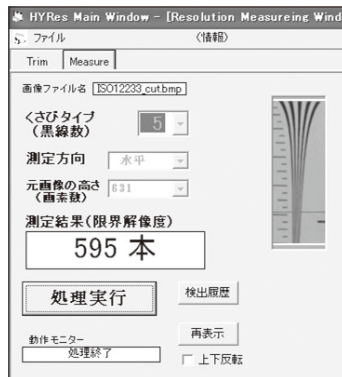 HYRes Main Window - [Resolution Measureing Wind
ファイル (情報)
Trim Measure
画像ファイル名 ISO12233_cut.bmp
くさびタイプ
(黒線数) 5
測定方向 水平
元画像の高さ
(画素数) 631
測定結果(限界解像度)
595 本
処理実行 検出履歴
動作モニター 再表示
処理終了 上下反転